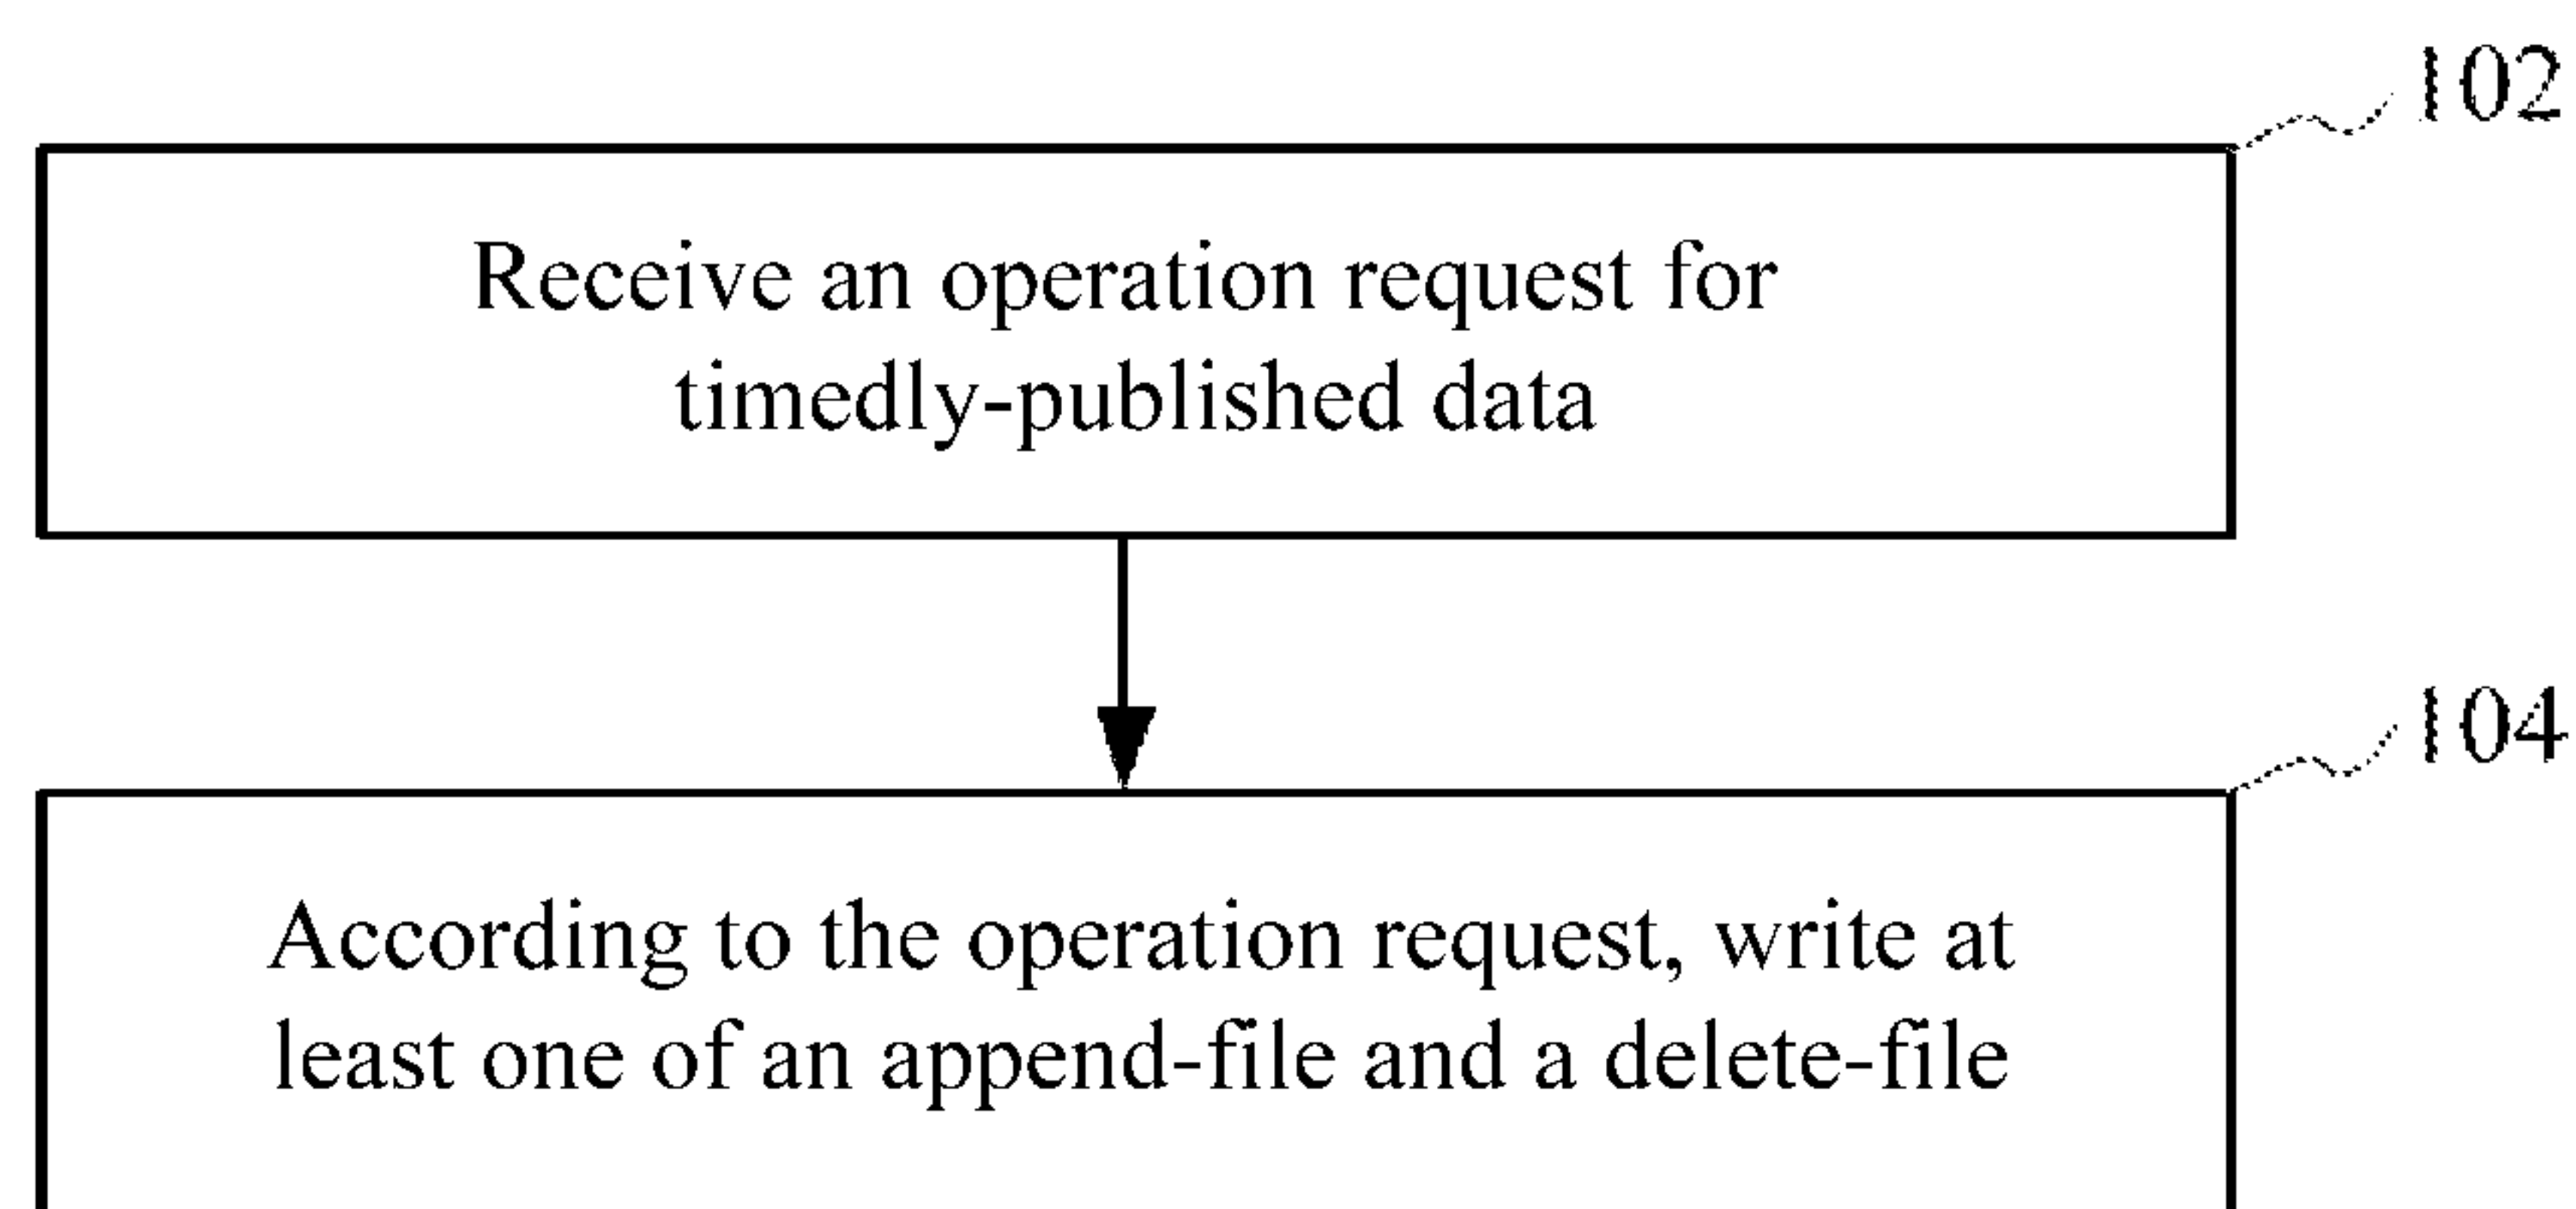 102
Receive an operation request for
timedly-published data
104
According to the operation request, write at
least one of an append-file and a delete-file